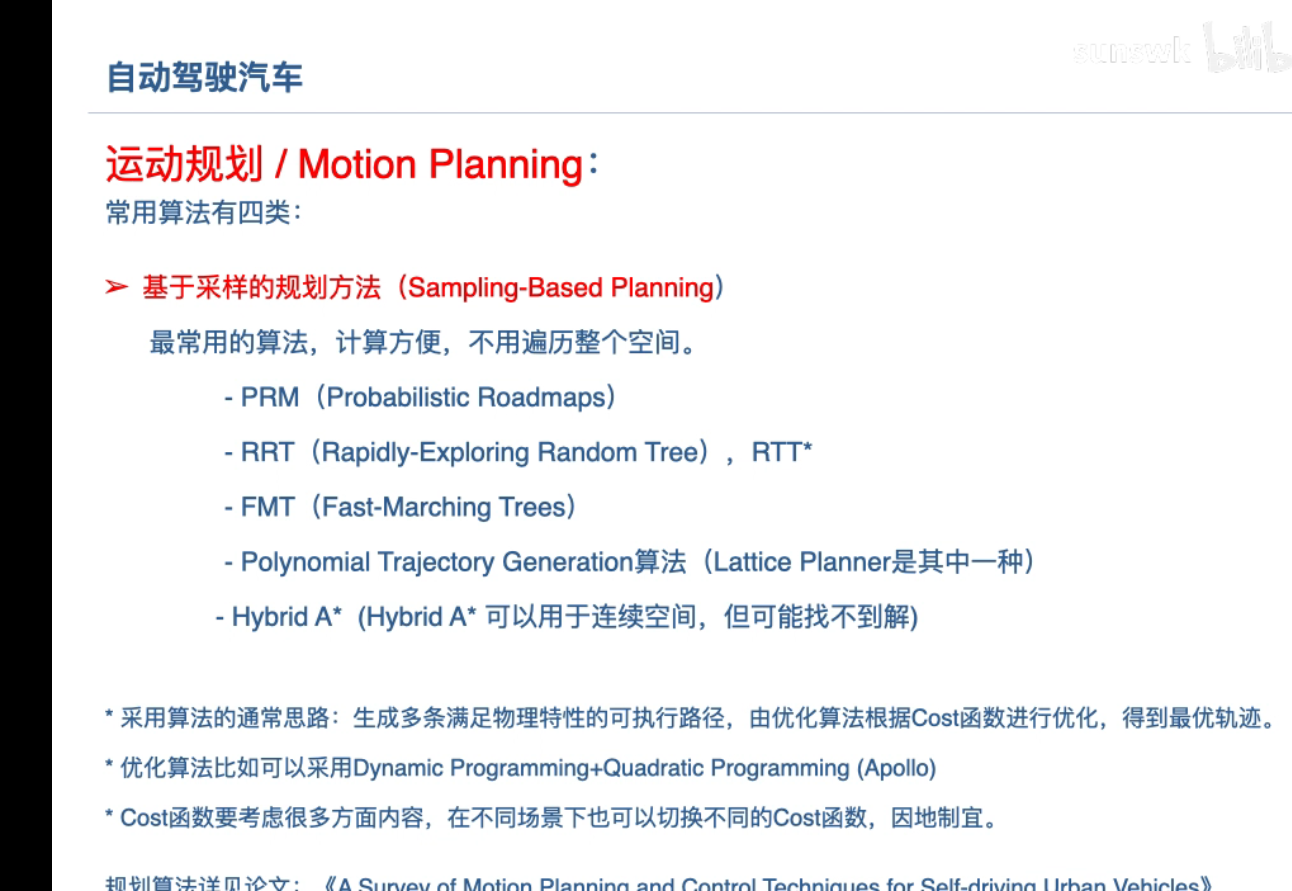 sunswk bilibili
自动驾驶汽车
运动规划 / Motion Planning：
常用算法有四类：
➢ 基于采样的规划方法（Sampling-Based Planning）
最常用的算法，计算方便，不用遍历整个空间。
- PRM（Probabilistic Roadmaps）
- RRT（Rapidly-Exploring Random Tree），RTT*
- FMT（Fast-Marching Trees）
- Polynomial Trajectory Generation算法（Lattice Planner是其中一种）
- Hybrid A* (Hybrid A* 可以用于连续空间，但可能找不到解)
* 采用算法的通常思路：生成多条满足物理特性的可执行路径，由优化算法根据Cost函数进行优化，得到最优轨迹。
* 优化算法比如可以采用Dynamic Programming+Quadratic Programming (Apollo)
* Cost函数要考虑很多方面内容，在不同场景下也可以切换不同的Cost函数，因地制宜。
规划算法详见论文：《A Survey of Motion Planning and Control Techniques for Self-driving Urban Vehicles》